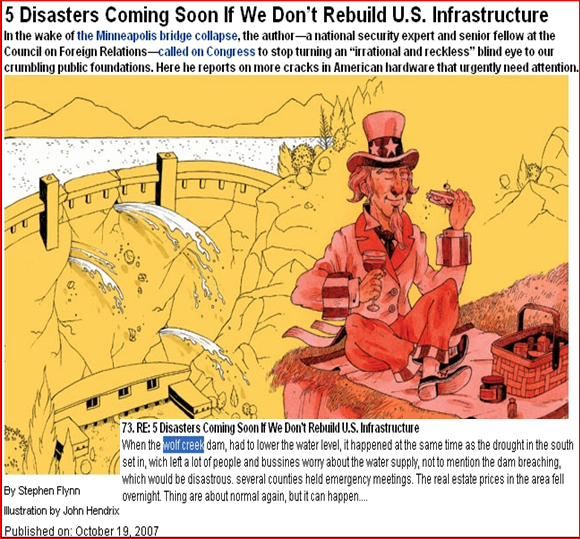 5 Disasters Coming Soon If We Don't Rebuild U.S. Infrastructure
In the wake of the Minneapolis bridge collapse, the author—a national security expert and senior fellow at the
Council on Foreign Relations—called on Congress to stop turning an “irrational and reckless” blind eye to our
crumbling public foundations. Here he reports on more cracks in American hardware that urgently need attention.
73. RE: 5 Disasters Coming Soon If We Don't Rebuild U.S. Infrastructure
When the wolf creek dam, had to lower the water level, it happened at the same time as the drought in the south
set in, wich left a lot of people and bussines worry about the water supply, not to mention the dam breaching,
which would be disastrous. several counties held emergency meetings. The real estate prices in the area fell
overnight. Thing are about normal again, but it can happen....
By Stephen Flynn
Illustration by John Hendrix
Published on: October 19, 2007